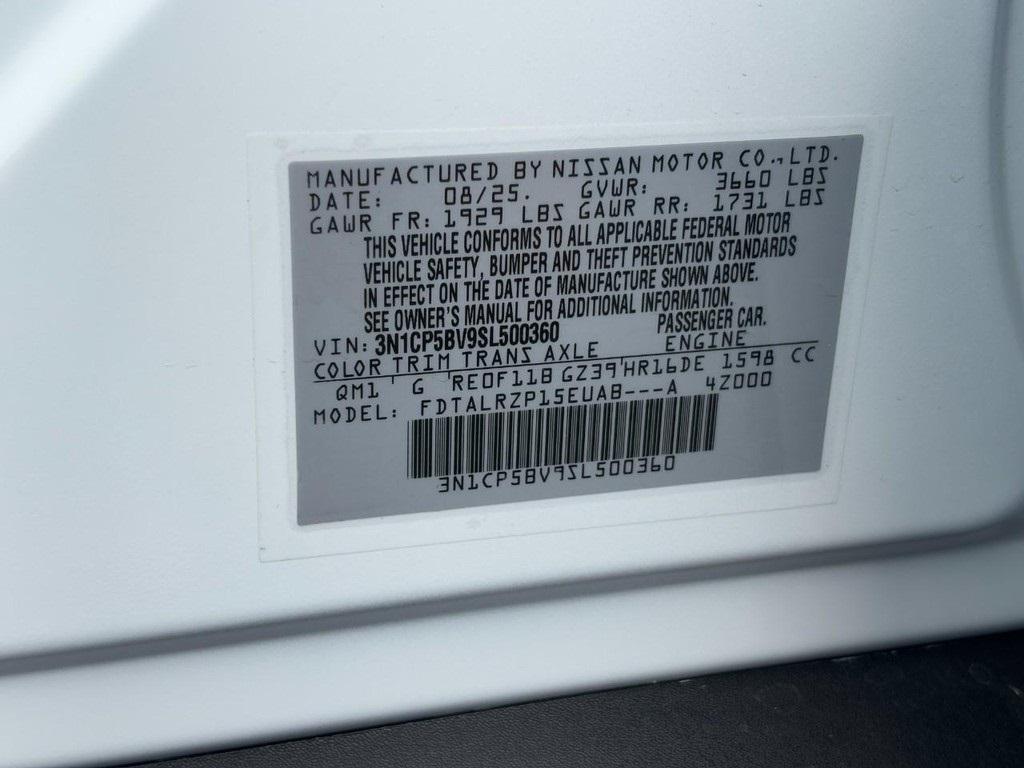 MANUFACTURED BY NISSAN MOTOR CO., LTD.
DATE: 08/25. GVWR: 3660 LBS
GAWR FR: 1929 LBS GAWR RR: 1731 LBS
THIS VEHICLE CONFORMS TO ALL APPLICABLE FEDERAL MOTOR
VEHICLE SAFETY, BUMPER AND THEFT PREVENTION STANDARDS
IN EFFECT ON THE DATE OF MANUFACTURE SHOWN ABOVE.
SEE OWNER'S MANUAL FOR ADDITIONAL INFORMATION.
VIN: 3N1CP5BV9SL500360 PASSENGER CAR.
COLOR TRIM TRANS AXLE ENGINE
QM1 G RE0F11B GZ39 HR16DE 1598 CC
MODEL: FDTALRZP15EUAB---A 4Z000
3N1CP5BV9SL500360